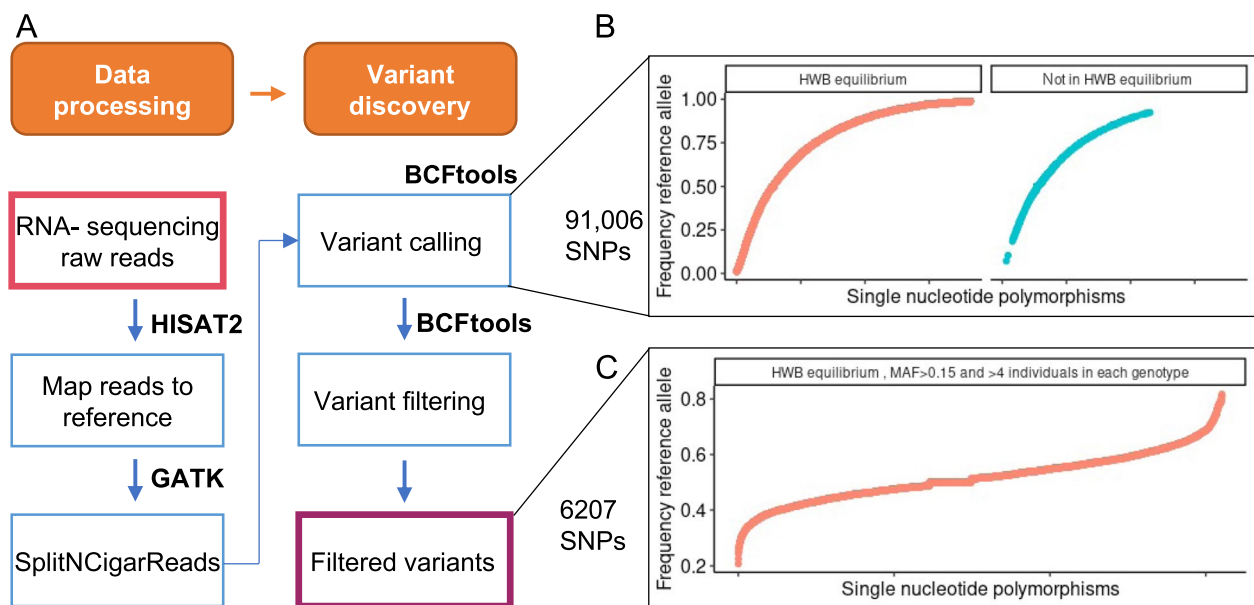 A
Data
processing
Variant
discovery
RNA- sequencing
raw reads
HISAT2
Map reads to
reference
GATK
SplitNCigarReads
BCFtools
Variant calling
BCFtools
Variant filtering
Filtered variants
91,006
SNPs
6207
SNPs
B
HWB equilibrium
Not in HWB equilibrium
Frequency reference allele
1.00
0.75
0.50
0.25
0.00
Single nucleotide polymorphisms
C
HWB equilibrium , MAF>0.15 and >4 individuals in each genotype
Frequency reference allele
0.8
0.6
0.4
0.2
Single nucleotide polymorphisms